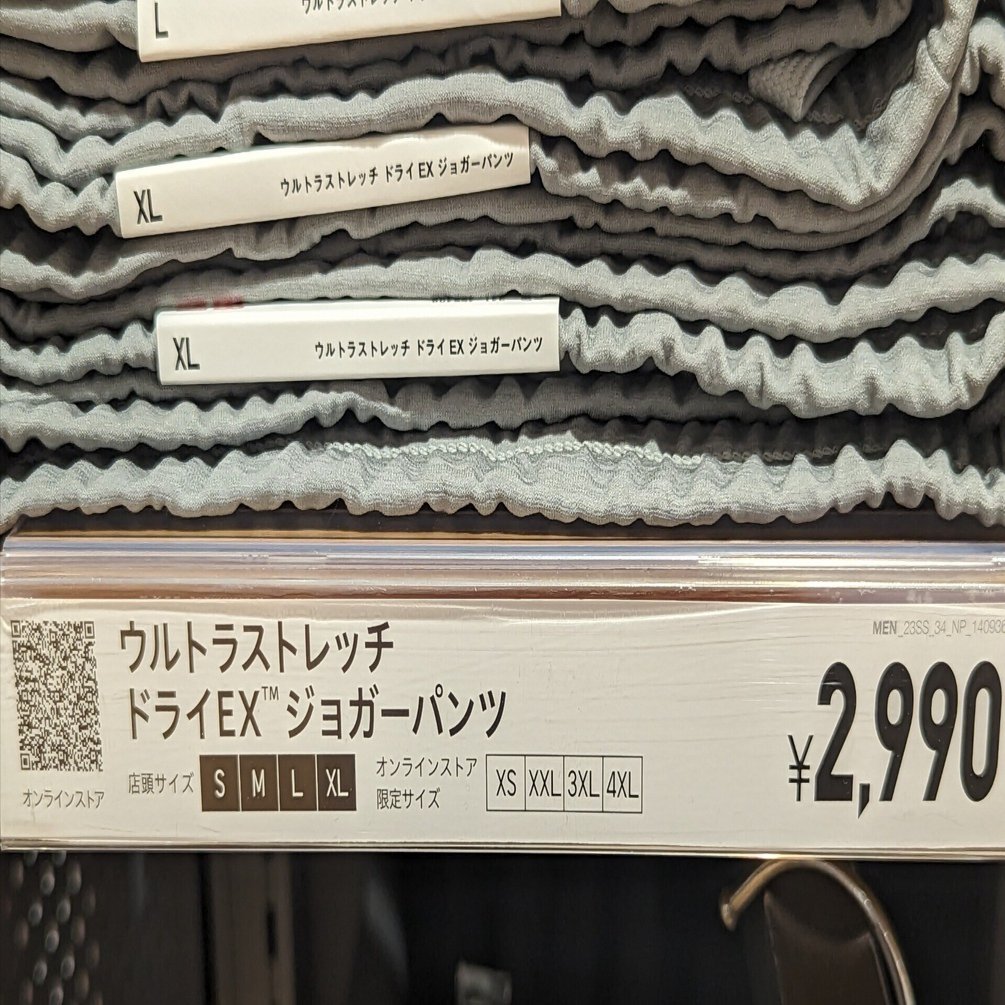 L
XL
ウルトラストレッチ ドライEX ジョガーパンツ
XL
ウルトラストレッチ ドライEX ジョガーパンツ
MEN_23SS_34_NP_140936
ウルトラストレッチ
ドライEX™ ジョガーパンツ
¥2,990
店頭サイズ S M L XL
オンラインストア
限定サイズ
XS XXL 3XL 4XL
オンラインストア